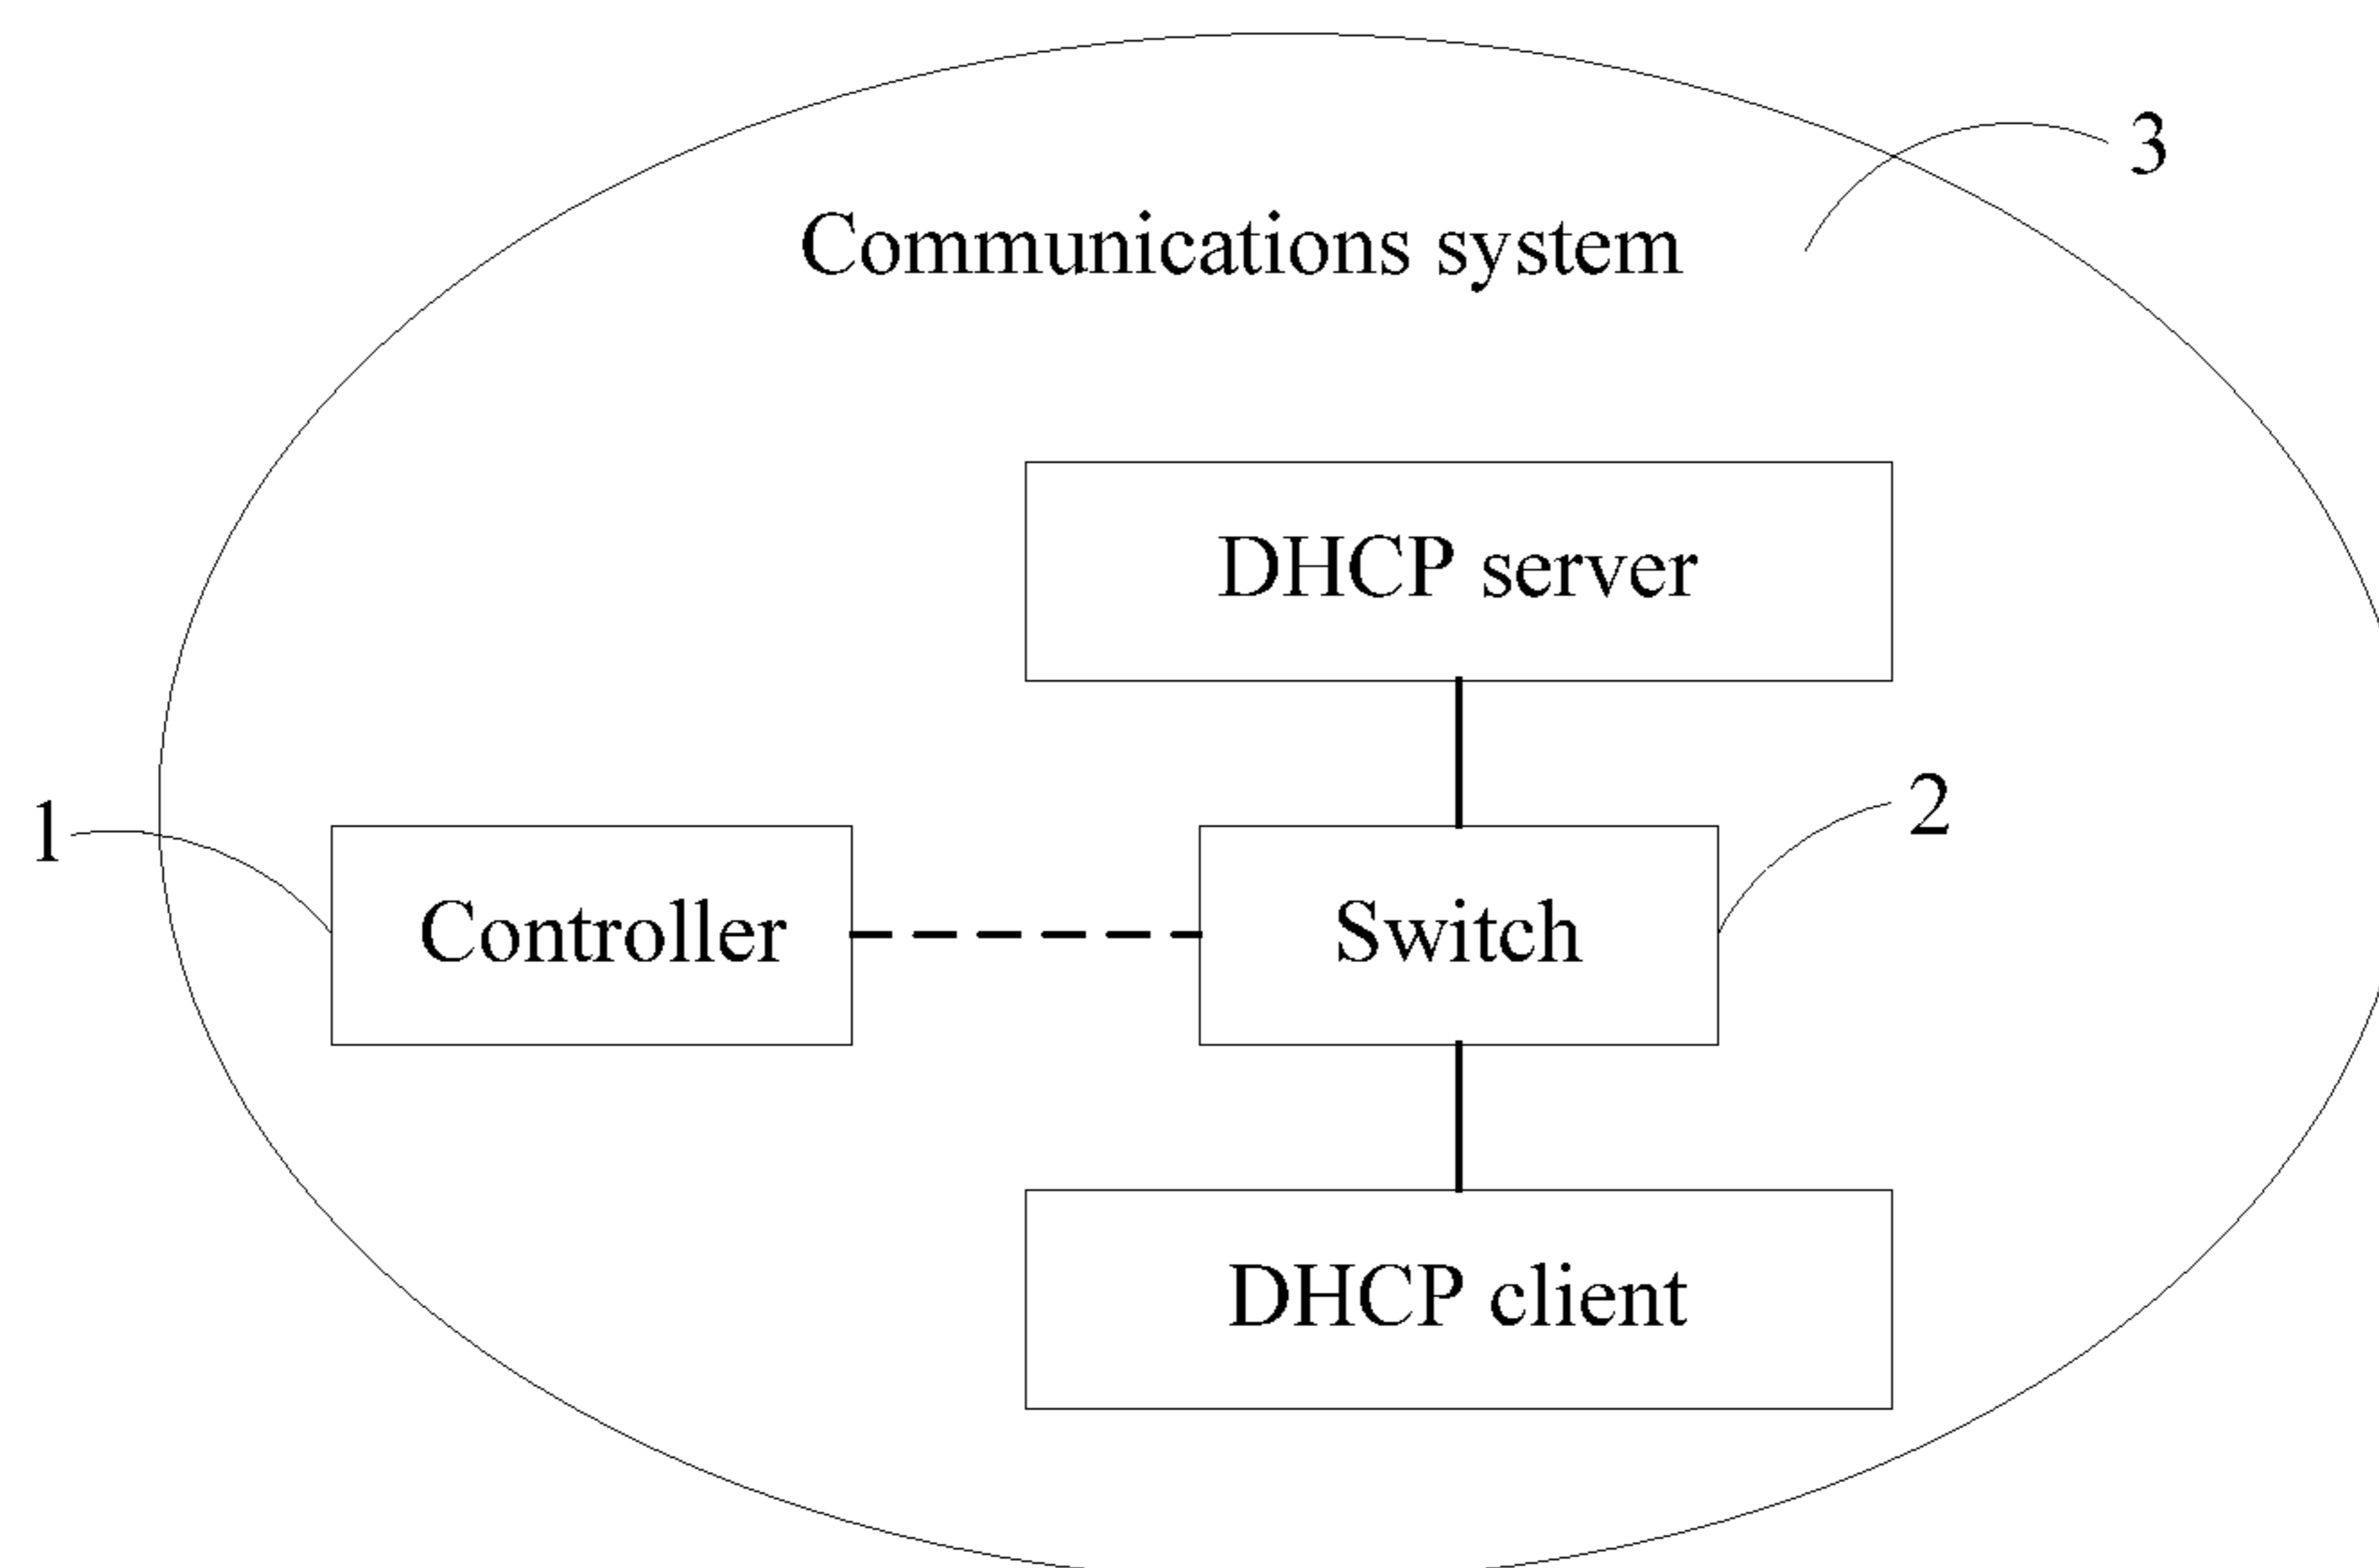 3
Communications system
DHCP server
1
2
Controller
Switch
DHCP client